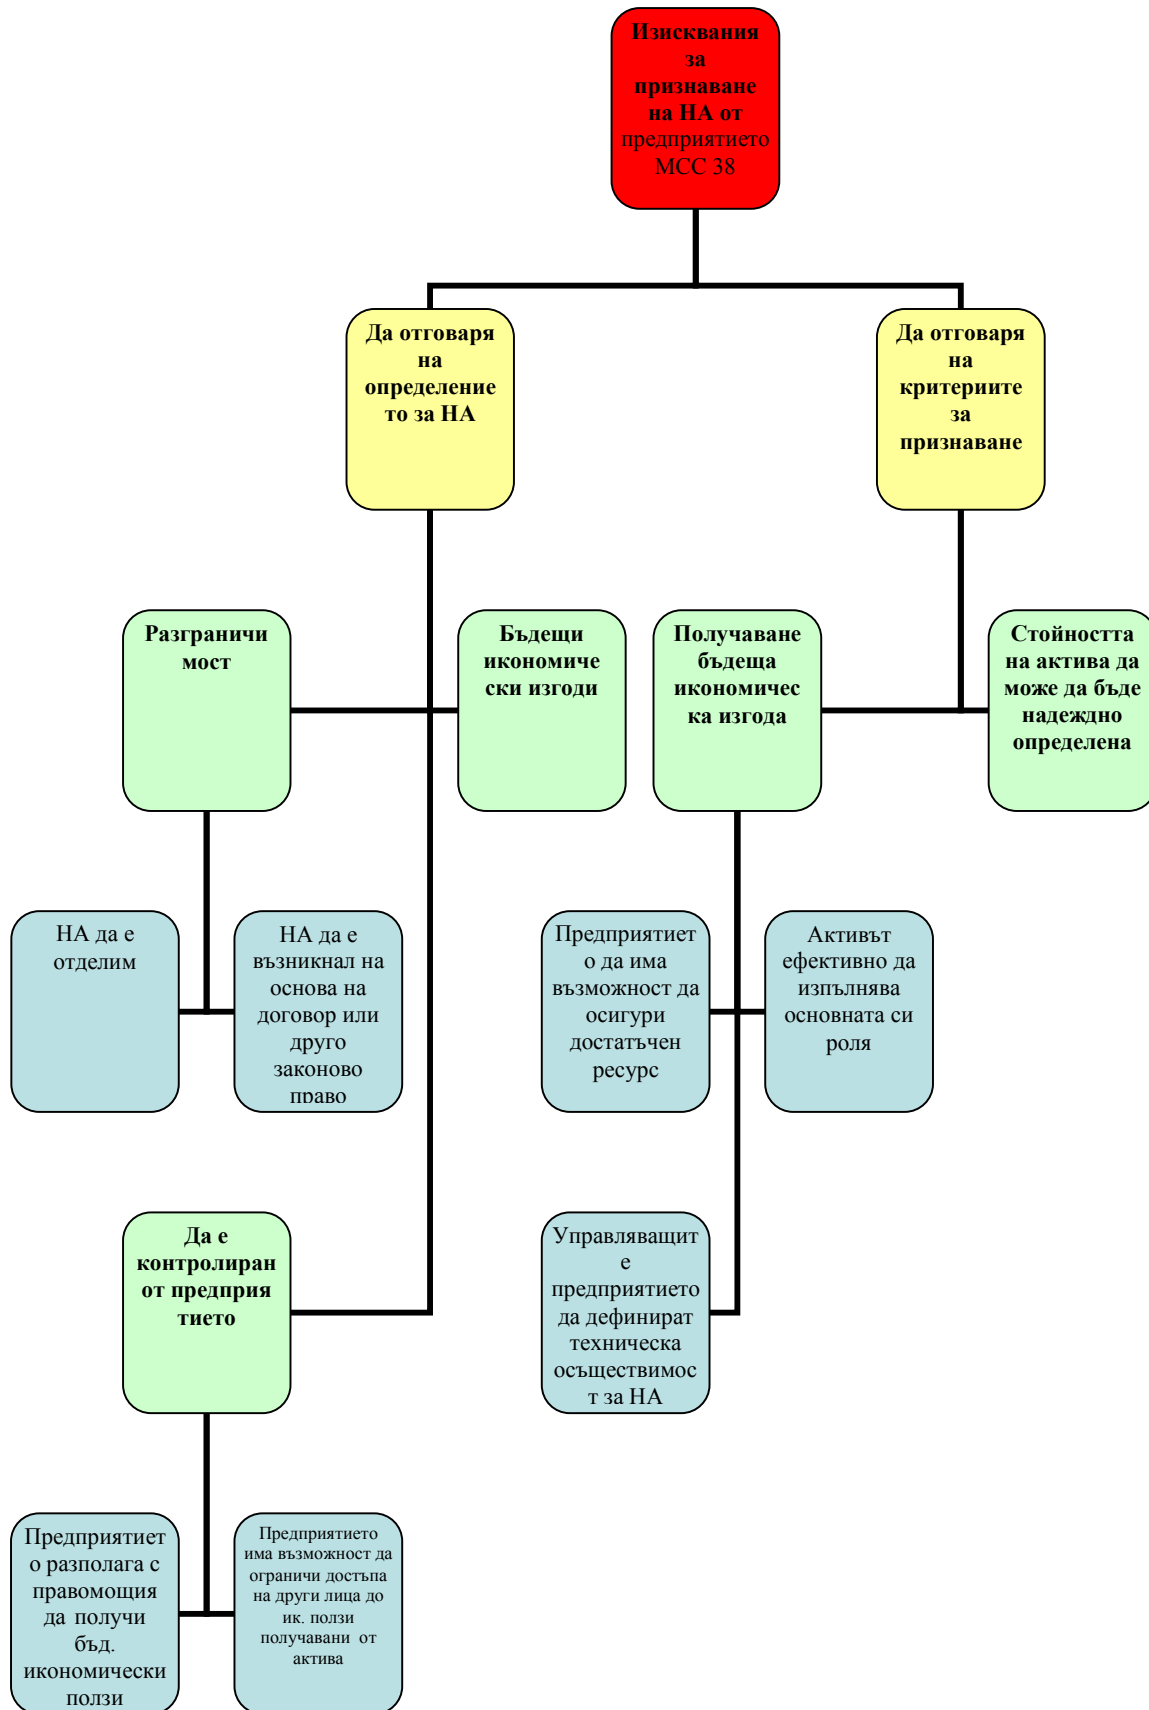 Изисквания
за
признаване
на НА от
предприятието
МСС 38
Да отговаря
на
определение
то за НА
Да отговаря
на
критериите
за
признаване
Разграничи
мост
Бъдещи
икономиче
ски изгоди
Получаване
бъдеща
икономичес
ка изгода
Стойността
на актива да
може да бъде
надеждно
определена
НА да е
отделим
НА да е
възникнал на
основа на
договор или
друго
законово
право
Предприятиет
о да има
възможност да
осигури
достатъчен
ресурс
Активът
ефективно да
изпълнява
основната си
роля
Да е
контролиран
от предприя
тието
Управляващит
е
предприятието
да дефинират
техническа
осъществимос
т за НА
Предприятиет
о разполага с
правомощия
да получи
бъд.
икономически
ползи
Предприятието
има възможност да
ограничи достъпа
на други лица до
ик. ползи
получавани от
актива